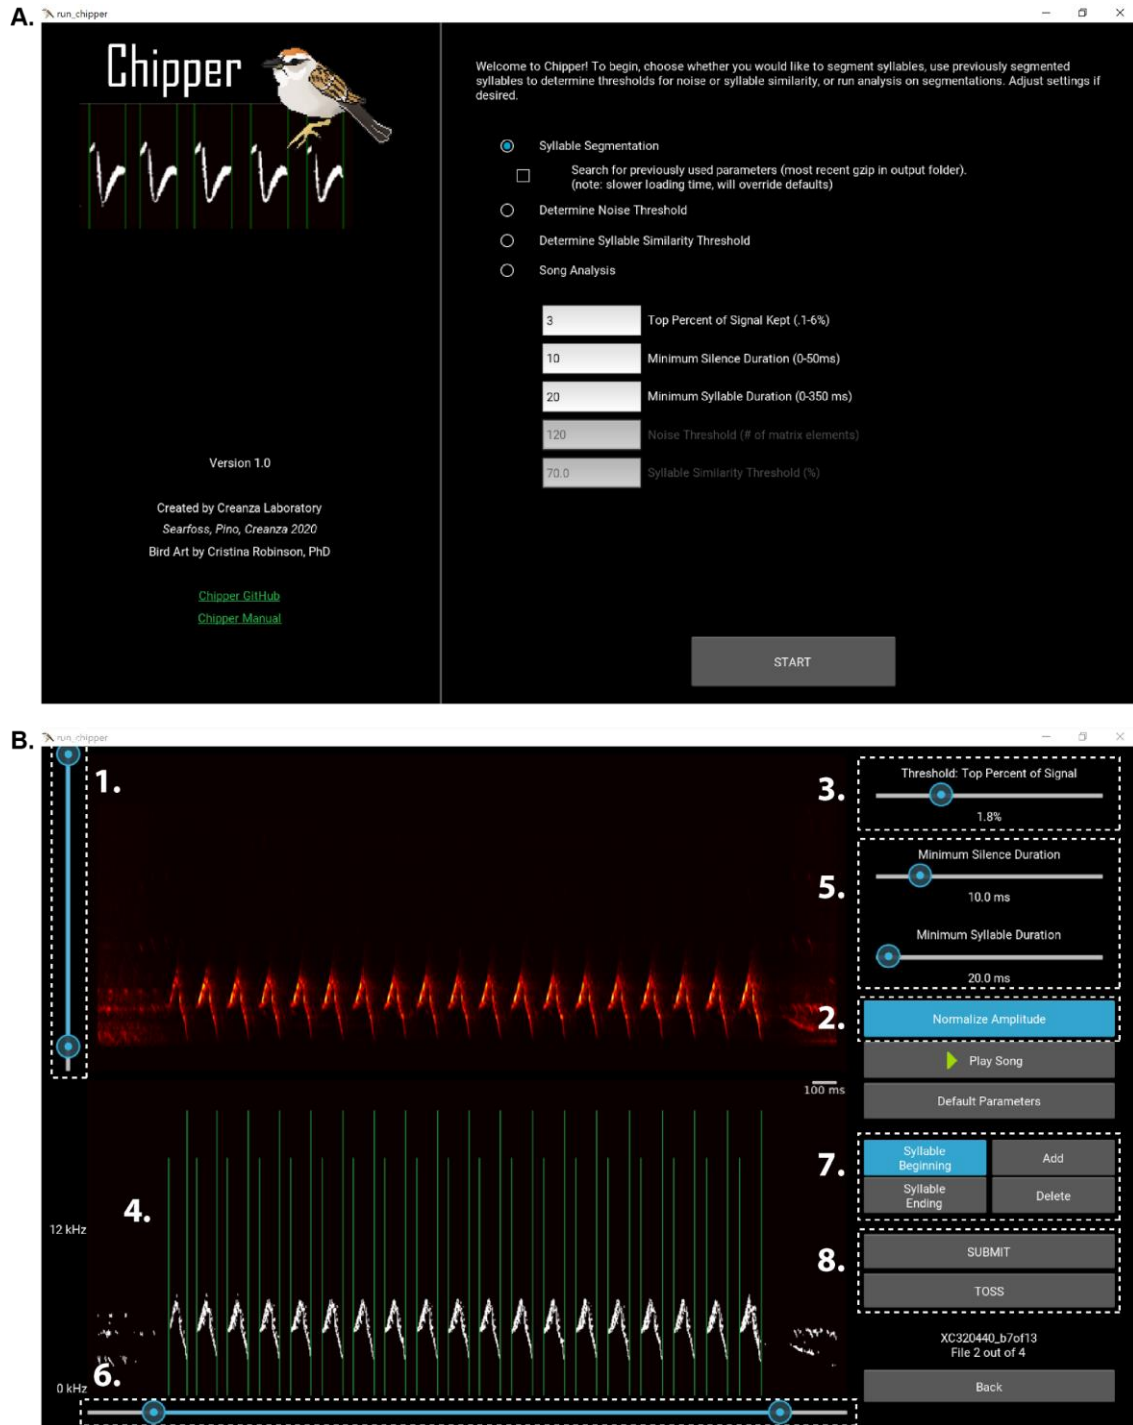 A.
run_chipper
Chipper
Welcome to Chipper! To begin, choose whether you would like to segment syllables, use previously segmented
syllables to determine thresholds for noise or syllable similarity, or run analysis on segmentations. Adjust settings if
desired.
Syllable Segmentation
Search for previously used parameters (most recent gzip in output folder).
(note: slower loading time, will override defaults)
Determine Noise Threshold
Determine Syllable Similarity Threshold
Song Analysis
3 Top Percent of Signal Kept (.1-6%)
10 Minimum Silence Duration (0-50ms)
20 Minimum Syllable Duration (0-350 ms)
120 Noise Threshold (# of matrix elements)
70.0 Syllable Similarity Threshold (%)
Version 1.0
Created by Creanza Laboratory
Searfoss, Pino, Creanza 2020
Bird Art by Cristina Robinson, PhD
Chipper GitHub
Chipper Manual
START
B.
run_chipper
1.
3.
Threshold: Top Percent of Signal
1.8%
5.
Minimum Silence Duration
10.0 ms
Minimum Syllable Duration
20.0 ms
2.
Normalize Amplitude
Play Song
Default Parameters
100 ms
7.
Syllable
Beginning
Add
Syllable
Ending
Delete
4.
12 kHz
8.
SUBMIT
TOSS
XC320440_b7of13
File 2 out of 4
6.
0 kHz
Back